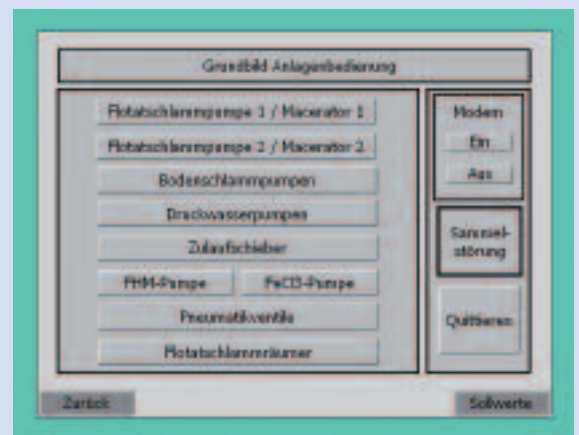 Grundbild Anlagenbedienung
Flotatschlammpumpe 1 / Macerator 1
Flotatschlammpumpe 2 / Macerator 2
Bodenschlammpumpen
Druckwasserpumpen
Zulaufschieber
FHM-Pumpe FeCl3-Pumpe
Pneumatikventile
Flotatschlammräumer
Modem
Ein
Aus
Sammel-
störung
Quittieren
Zurück
Sollwerte